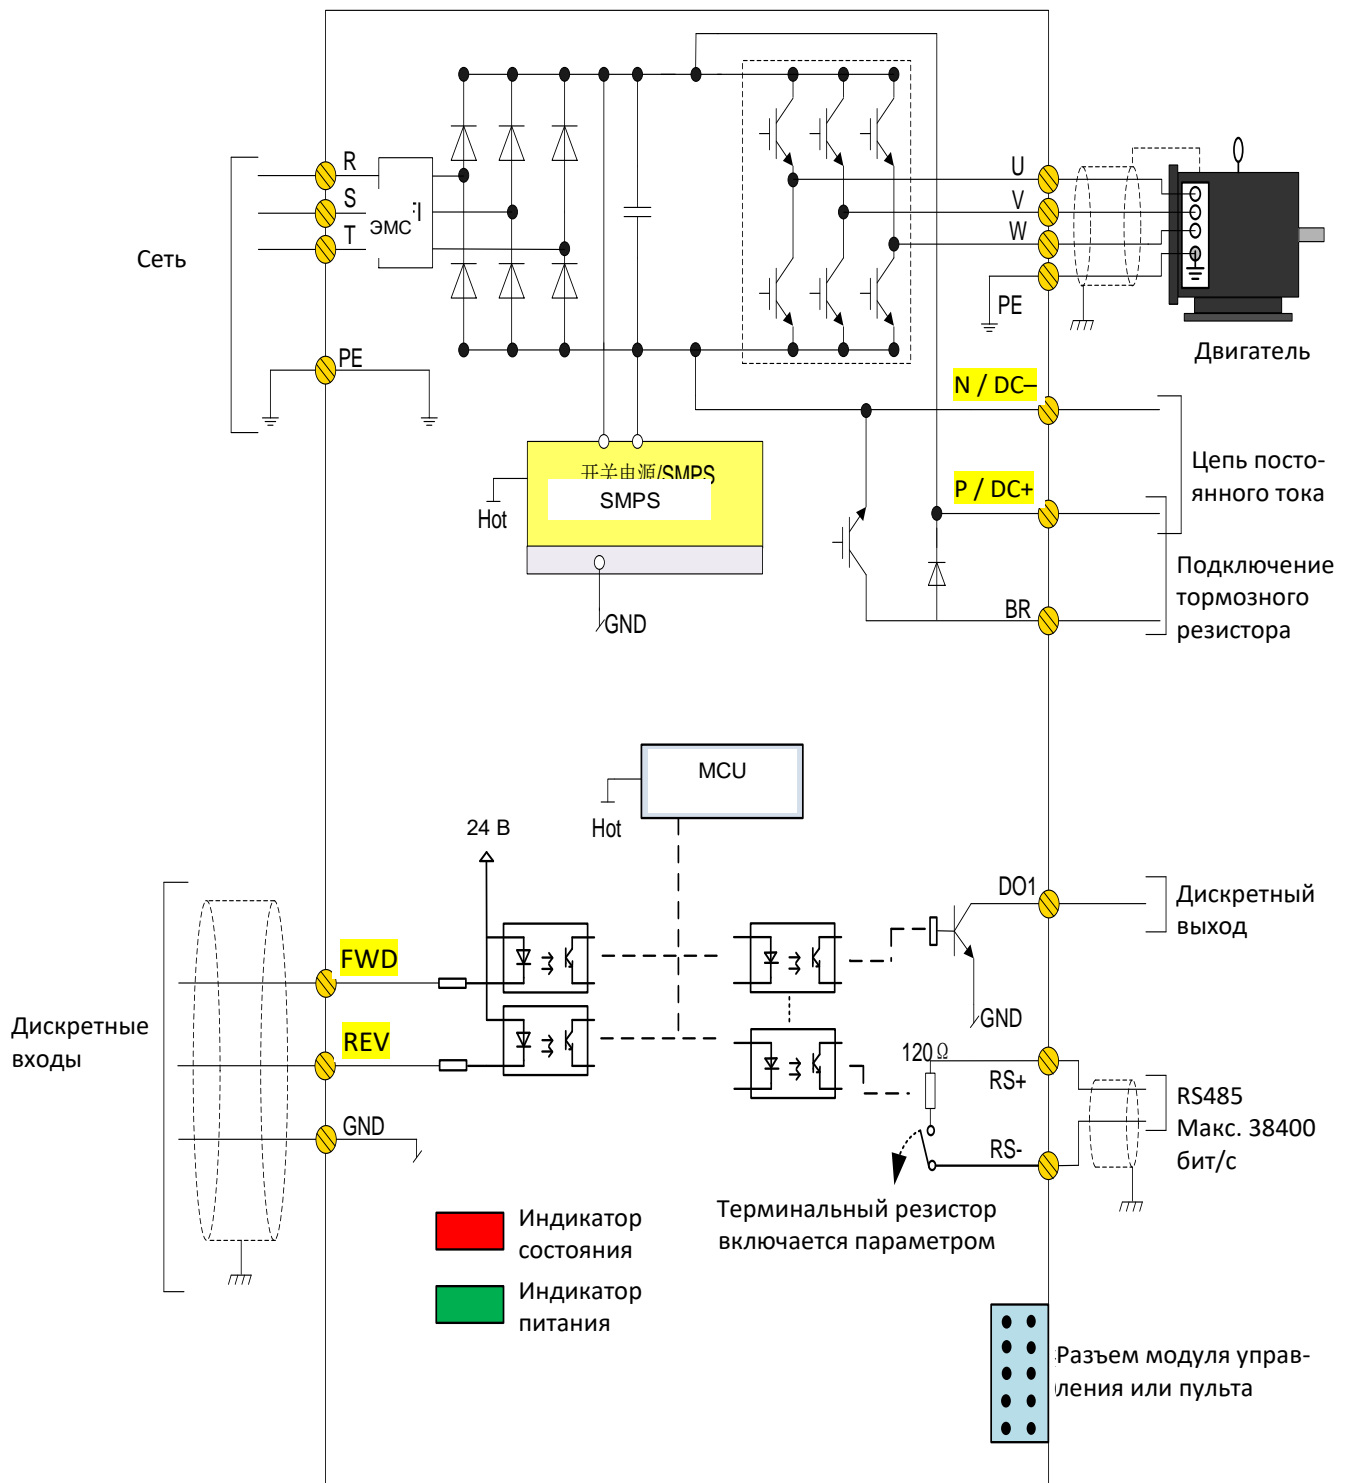 R
S
T
ЭМС
Сеть
PE
U
V
W
PE
Двигатель
N / DC–
P / DC+
BR
Цепь посто-
янного тока
Подключение
тормозного
резистора
开关电源/SMPS
SMPS
Hot
GND
MCU
Hot
24 В
DO1
Дискретный
выход
FWD
REV
GND
Дискретные
входы
GND
120Ω
RS+
RS-
RS485
Макс. 38400
бит/с
Терминальный резистор
включается параметром
Индикатор
состояния
Индикатор
питания
Разъем модуля управ-
ления или пульта